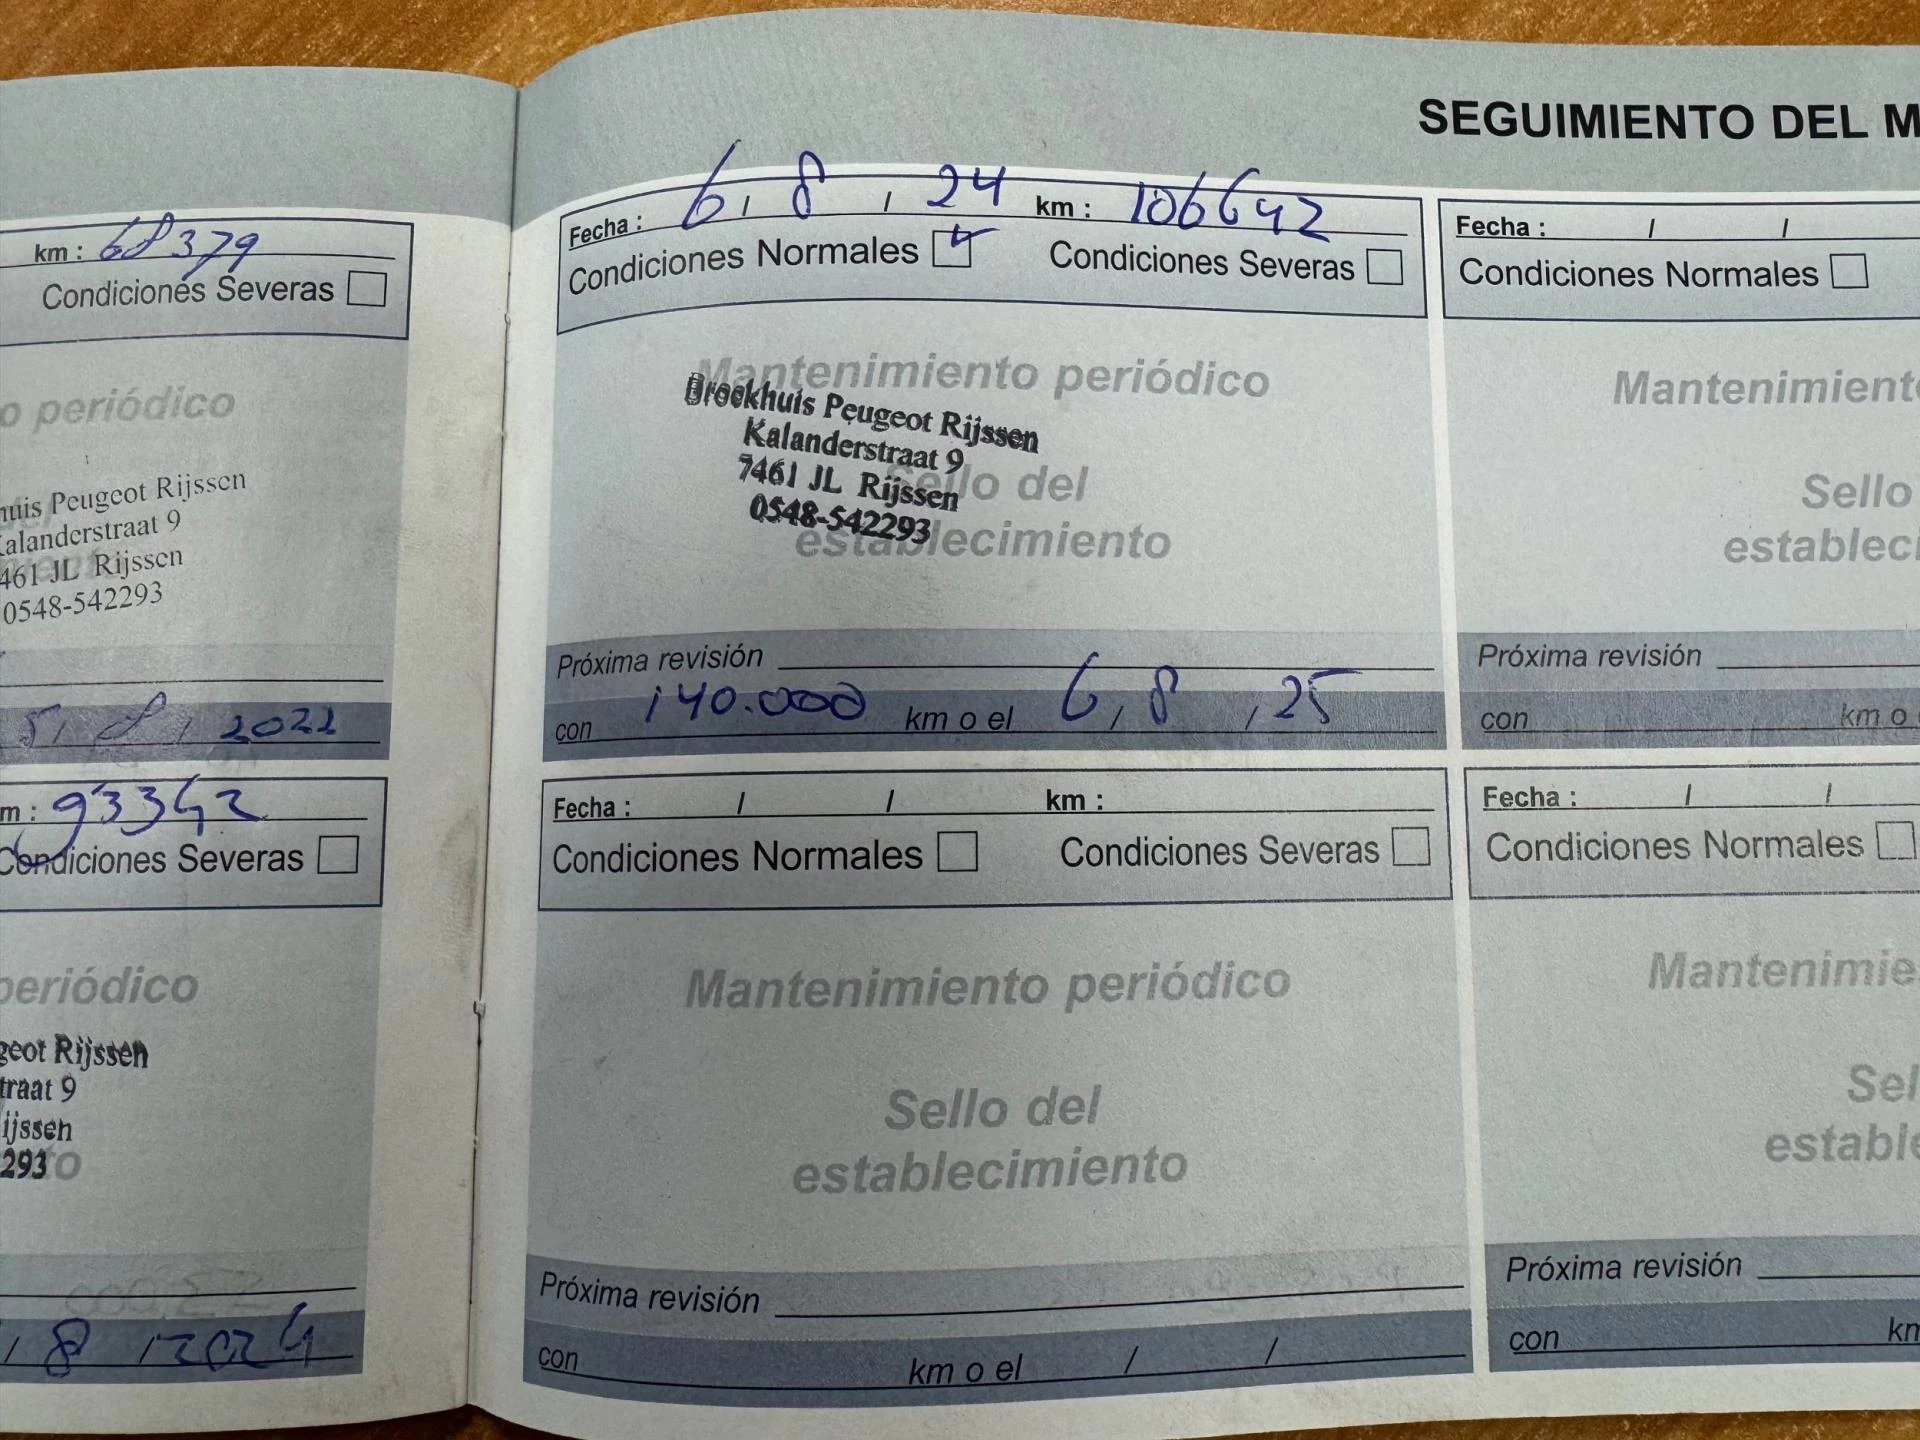 km : 68379
Condiciones Severas
o periódico
uis Peugeot Rijssen
alanderstraat 9
461 JL Rijssen
0548-542293
5 / 8 / 2022
m : 93342
Condiciones Severas
periódico
geot Rijssen
traat 9
ijssen
293
/ 8 / 2024
SEGUIMIENTO DEL M
Fecha : 6 / 8 / 24 km : 106642
Condiciones Normales Condiciones Severas
Mantenimiento periódico
Broekhuis Peugeot Rijssen
Kalanderstraat 9
7461 JL Rijssen
0548-542293
Sello del
establecimiento
Próxima revisión
con 140.000 km o el 6 / 8 / 25
Fecha : / / km :
Condiciones Normales Condiciones Severas
Mantenimiento periódico
Sello del
establecimiento
Próxima revisión
con km o el / /
Fecha : / /
Condiciones Normales
Mantenimient
Sello
estableci
Próxima revisión
con km o
Fecha : / /
Condiciones Normales
Mantenimie
Sel
estable
Próxima revisión
con km